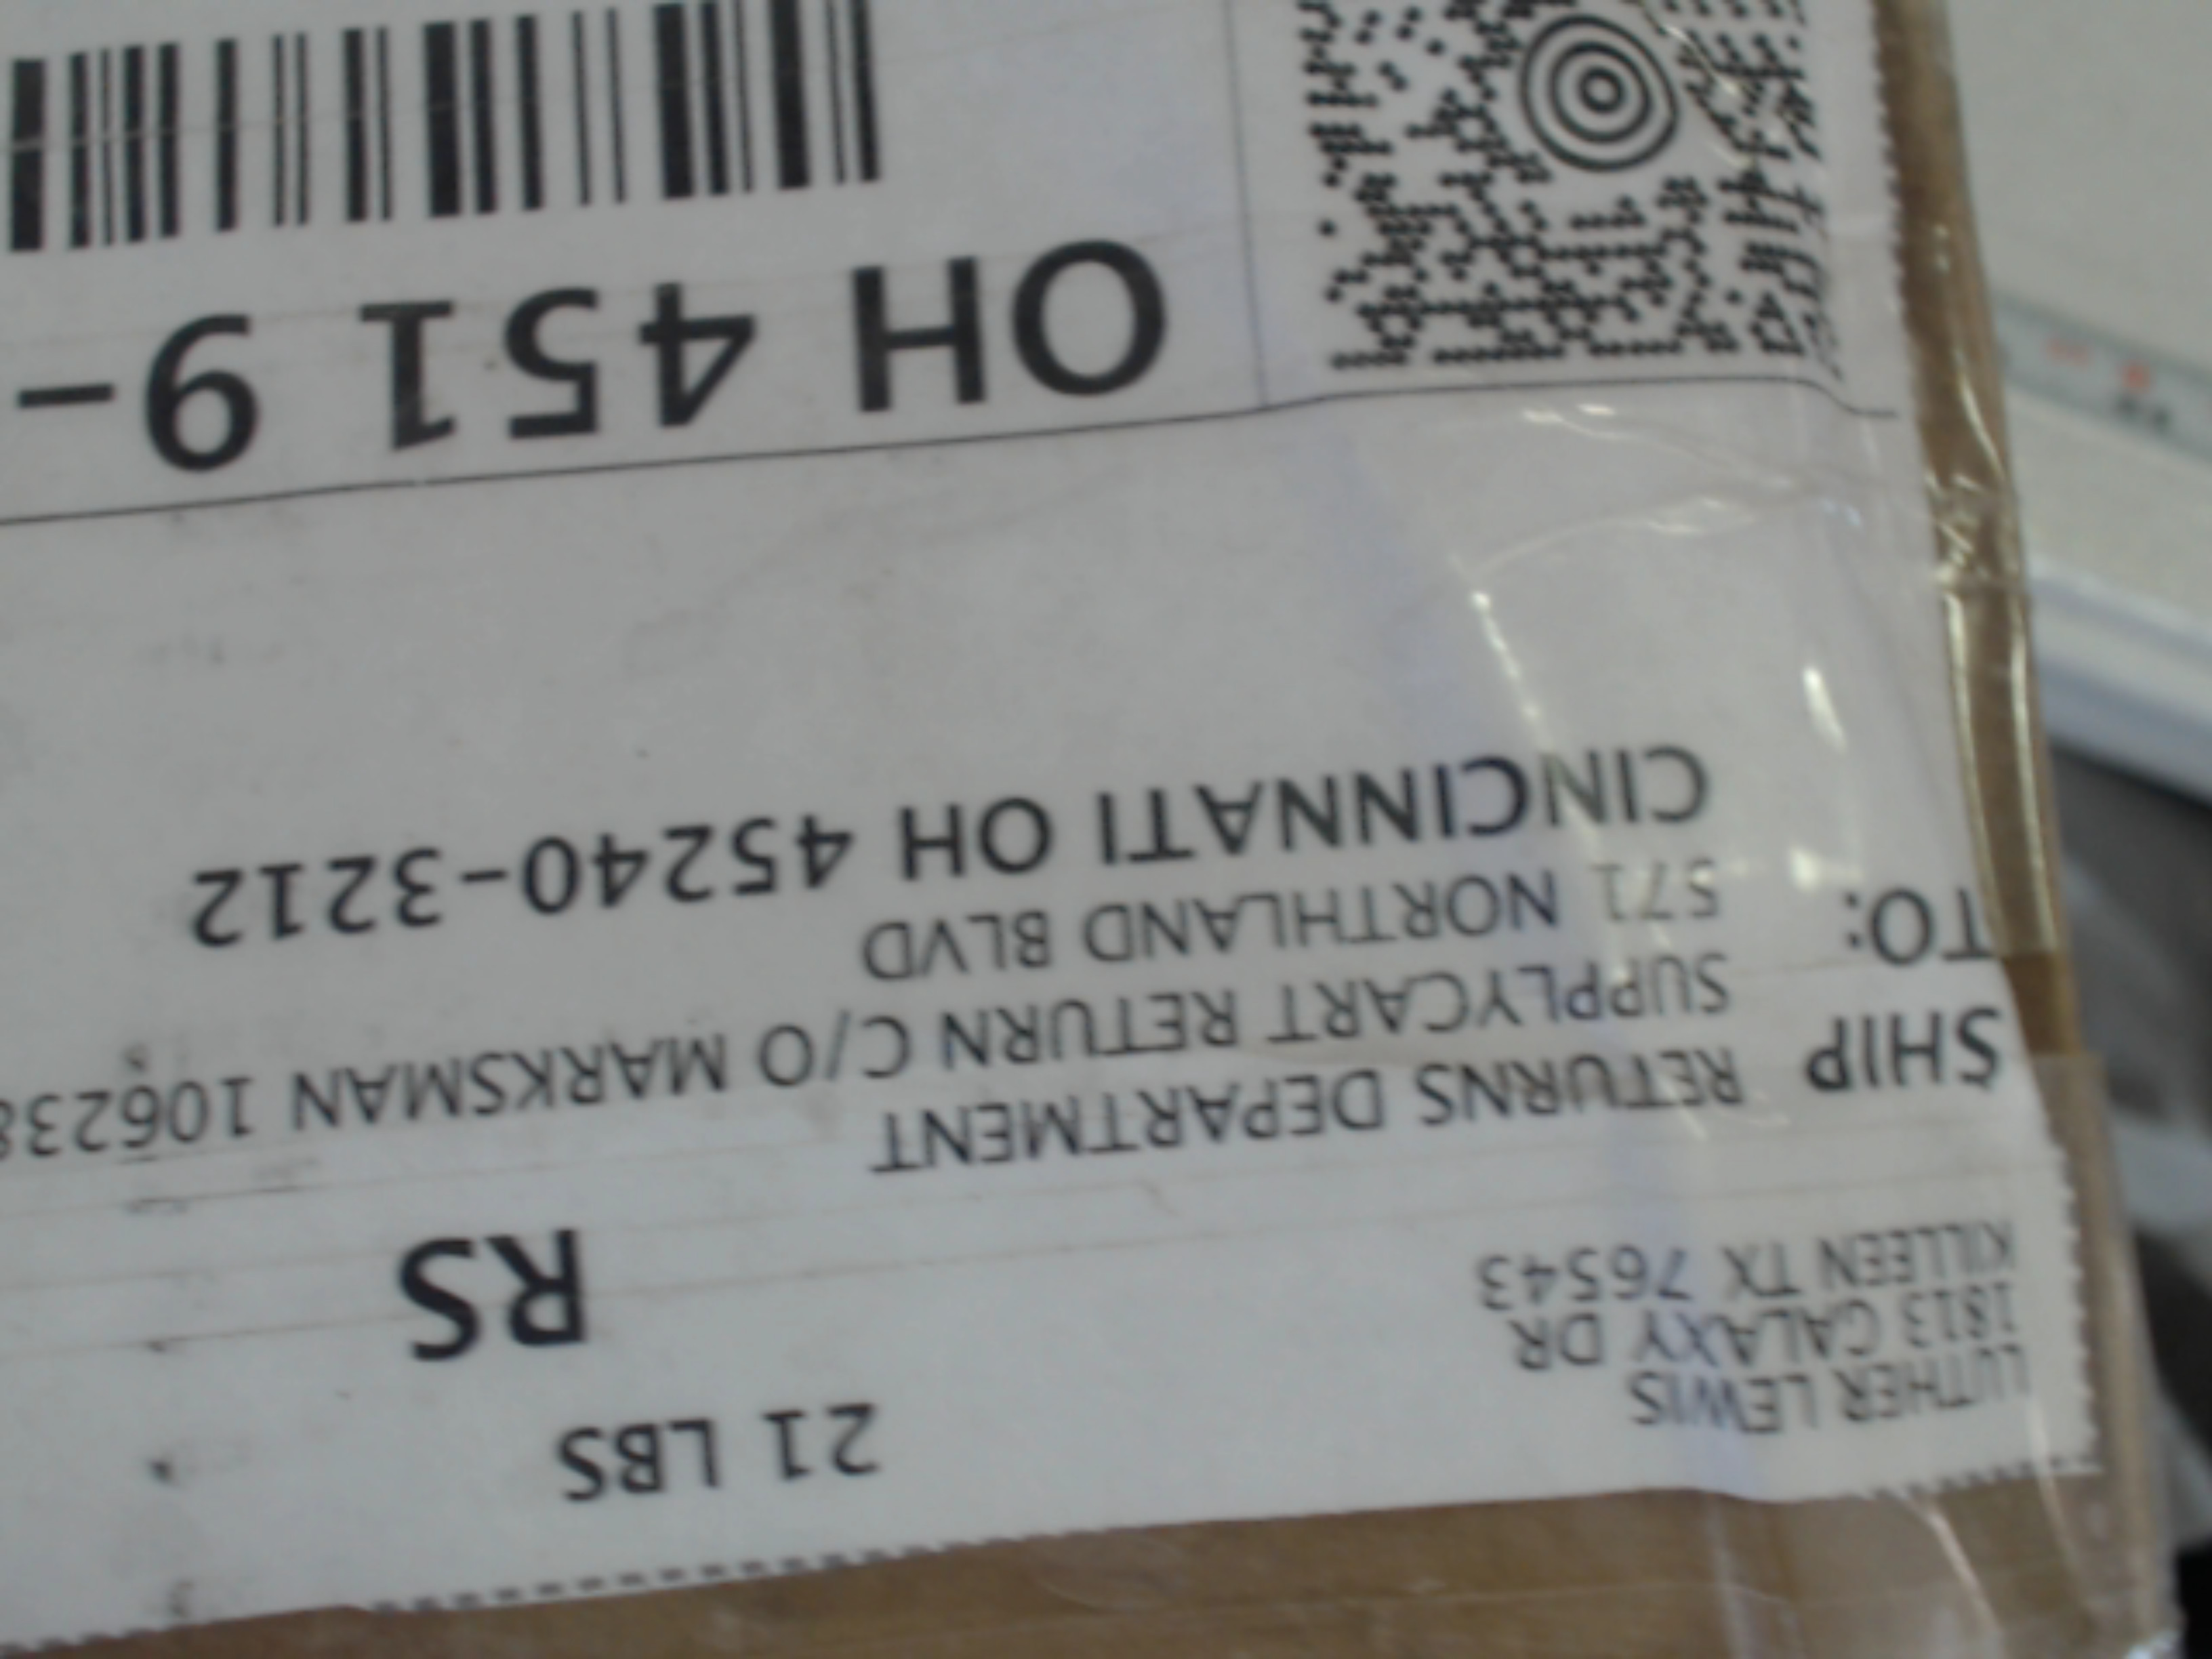 LUTHER LEWIS
1813 GALAXY DR
KILLEEN TX 76543
21 LBS
RS
SHIP
TO:
RETURNS DEPARTMENT
SUPPLYCART RETURN C/O MARKSMAN 106238
571 NORTHLAND BLVD
CINCINNATI OH 45240-3212
OH 451 9-